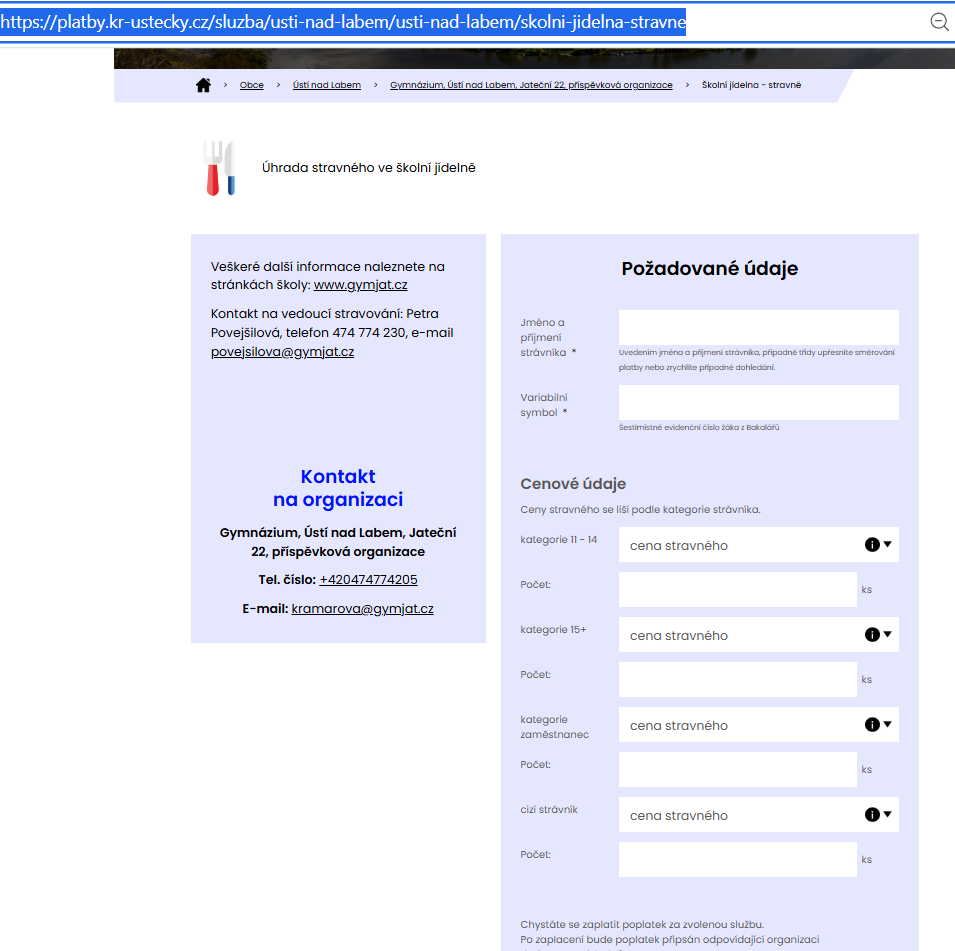 https://platby.kr-ustecky.cz/sluzba/usti-nad-labem/usti-nad-labem/skolni-jidelna-stravne
Obce > Ústí nad Labem > Gymnázium, Ústí nad Labem, Jateční 22, příspěvková organizace > Školní jídelna - stravné
Úhrada stravného ve školní jídelně
Veškeré další informace naleznete na
stránkách školy: www.gymjat.cz
Kontakt na vedoucí stravování: Petra
Povejšilová, telefon 474 774 230, e-mail
povejsilova@gymjat.cz
Kontakt
na organizaci
Gymnázium, Ústí nad Labem, Jateční
22, příspěvková organizace
Tel. číslo: +420474774205
E-mail: kramarova@gymjat.cz
Požadované údaje
Jméno a
příjmení
strávníka *
Uvedením jména a příjmení strávníka, případné třídy upřesníte směrování
platby nebo zrychlíte případné dohledání.
Variabilní
symbol *
Šestimístné evidenční číslo žáka z Bakalářů
Cenové údaje
Ceny stravného se liší podle kategorie strávníka.
kategorie 11 - 14
cena stravného
Počet:
ks
kategorie 15+
cena stravného
Počet:
ks
kategorie
zaměstnanec
cena stravného
Počet:
ks
cizí strávník
cena stravného
Počet:
ks
Chystáte se zaplatit poplatek za zvolenou službu.
Po zaplacení bude poplatek připsán odpovídající organizaci